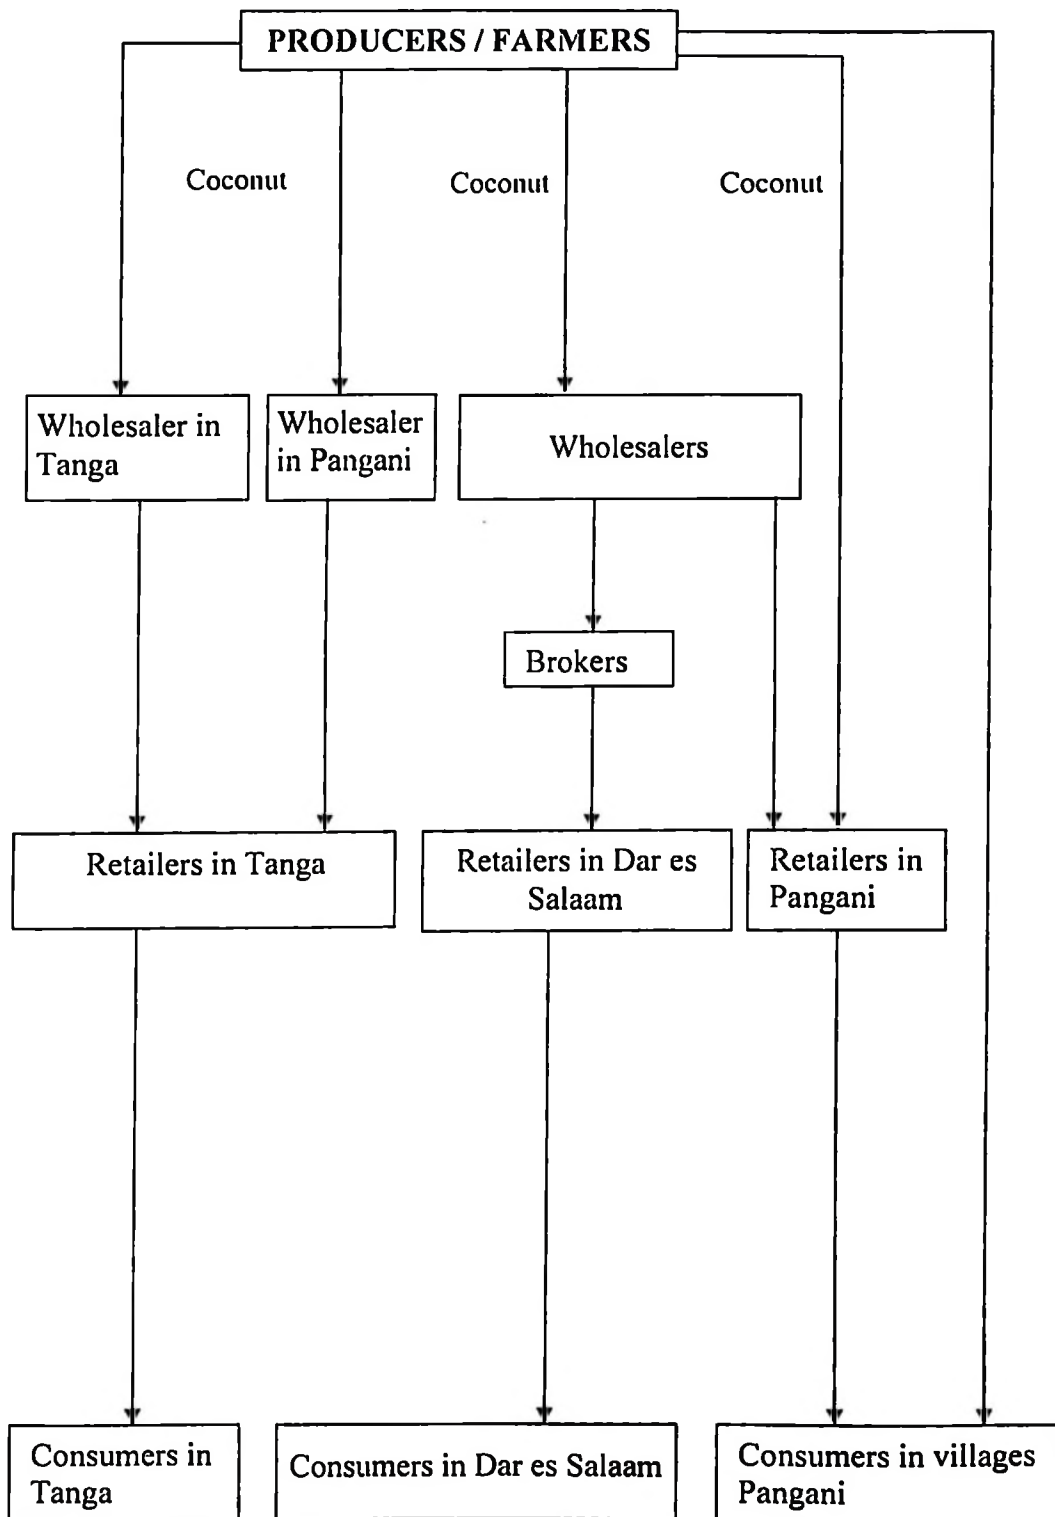 PRODUCERS / FARMERS
Coconut
Coconut
Coconut
Wholesaler in
Tanga
Wholesaler
in Pangani
Wholesalers
Brokers
Retailers in Tanga
Retailers in Dar es
Salaam
Retailers in
Pangani
Consumers in
Tanga
Consumers in Dar es Salaam
Consumers in villages
Pangani